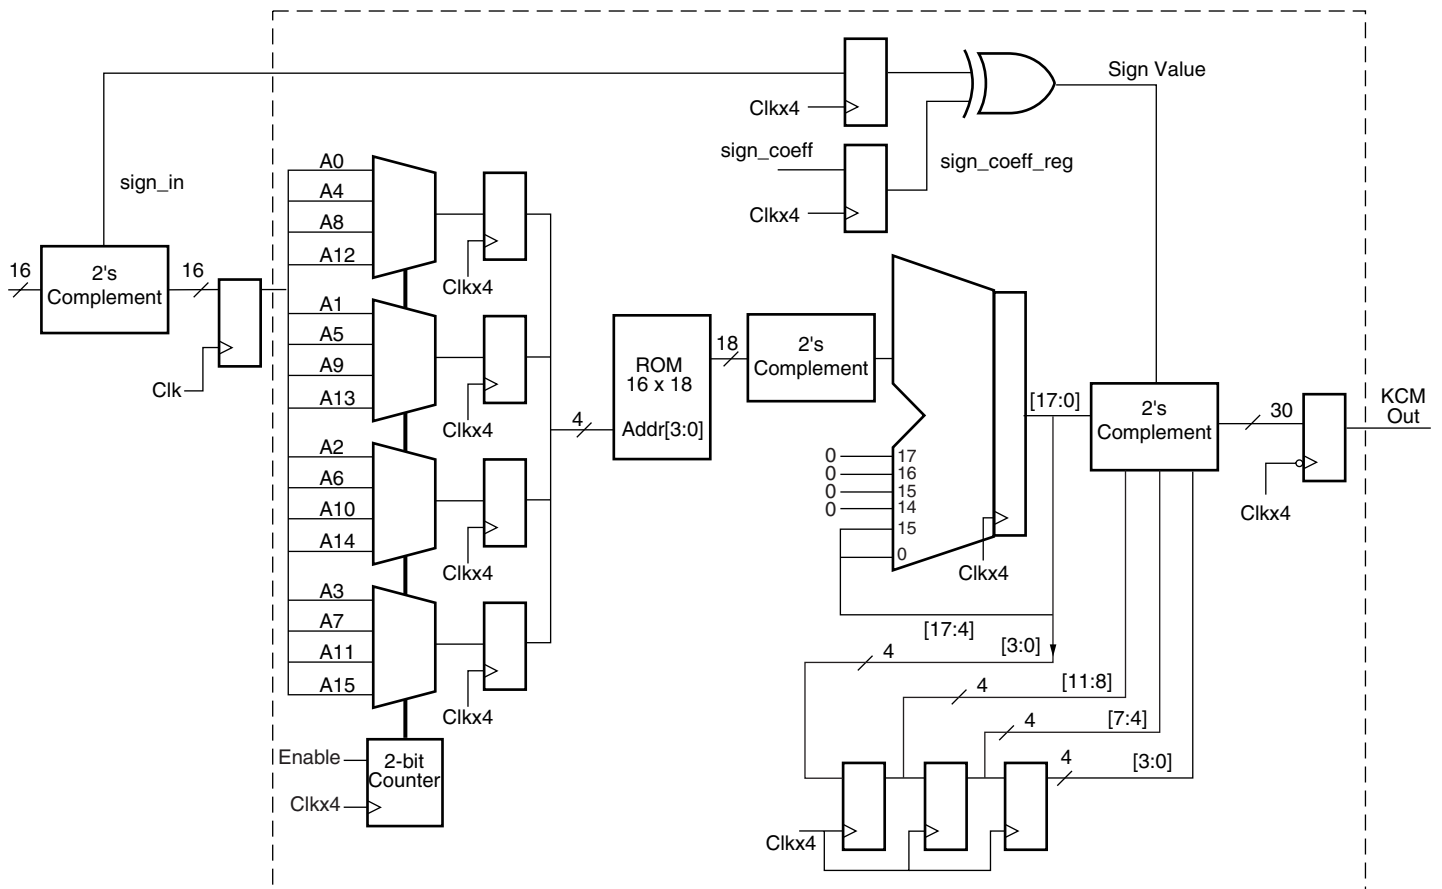 Sign Value
Clkx4
sign_coeff
sign_coeff_reg
Clkx4
sign_in
A0
A4
A8
A12
Clkx4
16
2's
Complement
16
Clk
A1
A5
A9
A13
Clkx4
A2
A6
A10
A14
Clkx4
A3
A7
A11
A15
Clkx4
Enable
Clkx4
2-bit
Counter
4
ROM
16 x 18
Addr[3:0]
18
2's
Complement
0 17
0 16
0 15
0 14
15
0
Clkx4
[17:0]
2's
Complement
30
KCM
Out
Clkx4
[17:4]
[3:0]
4
4
[11:8]
4
[7:4]
4
[3:0]
Clkx4